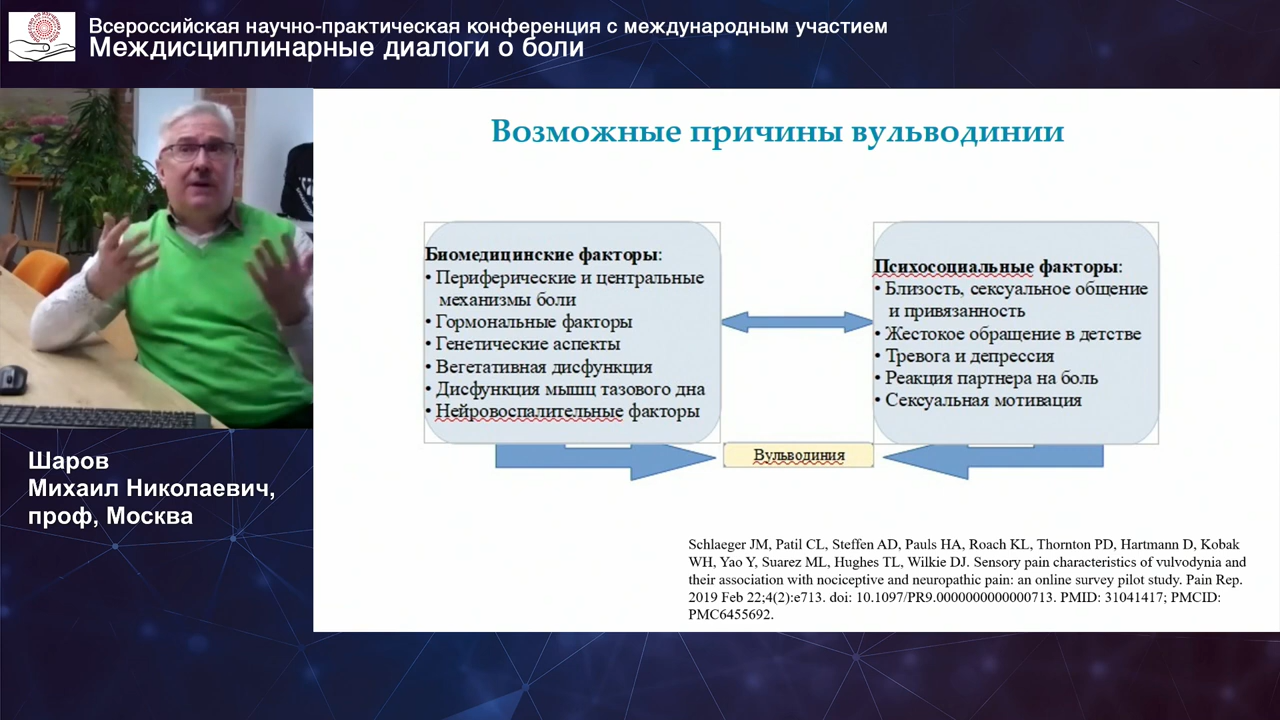 Всероссийская научно-практическая конференция с международным участием
Междисциплинарные диалоги о боли
Возможные причины вульводинии
Биомедицинские факторы:
• Периферические и центральные
механизмы боли
• Гормональные факторы
• Генетические аспекты
• Вегетативная дисфункция
• Дисфункция мышц тазового дна
• Нейровоспалительные факторы
Психосоциальные факторы:
• Близость, сексуальное общение
и привязанность
• Жестокое обращение в детстве
• Тревога и депрессия
• Реакция партнера на боль
• Сексуальная мотивация
Вульводиния
Шаров
Михаил Николаевич,
проф, Москва
Schlaeger JM, Patil CL, Steffen AD, Pauls HA, Roach KL, Thornton PD, Hartmann D, Kobak
WH, Yao Y, Suarez ML, Hughes TL, Wilkie DJ. Sensory pain characteristics of vulvodynia and
their association with nociceptive and neuropathic pain: an online survey pilot study. Pain Rep.
2019 Feb 22;4(2):e713. doi: 10.1097/PR9.0000000000000713. PMID: 31041417; PMCID:
PMC6455692.